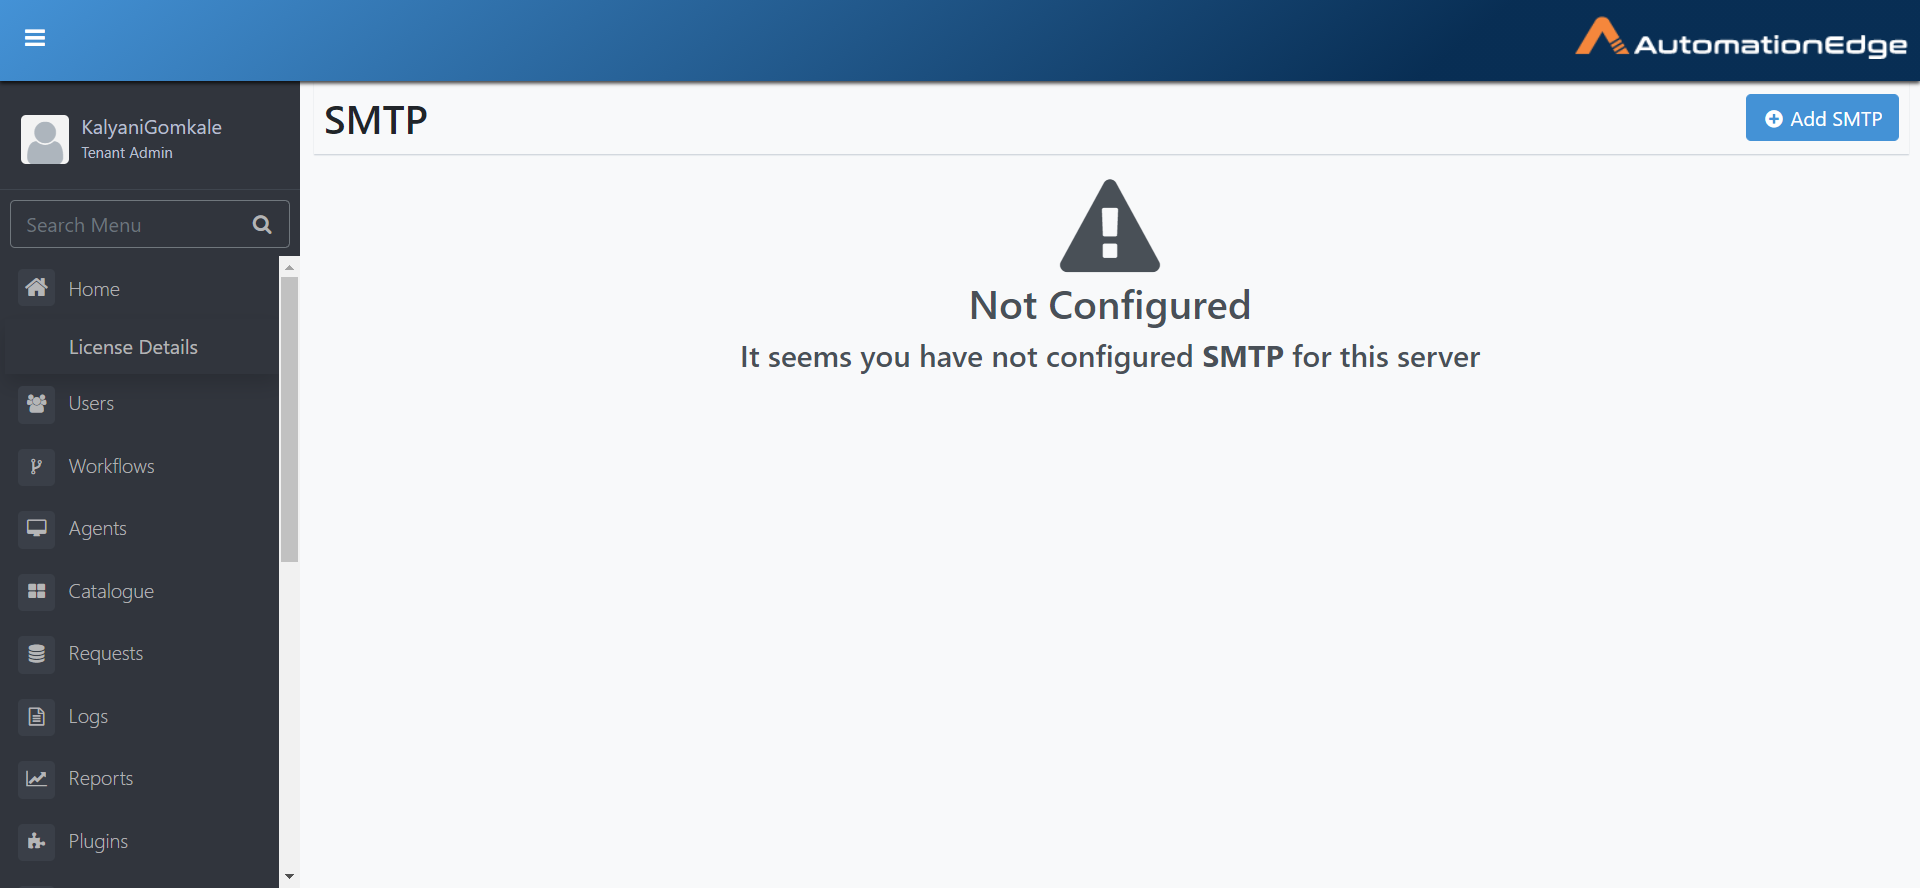 AutomationEdge
KalyaniGomkale
Tenant Admin
Search Menu
Home
License Details
Users
Workflows
Agents
Catalogue
Requests
Logs
Reports
Plugins
SMTP
Add SMTP
Not Configured
It seems you have not configured SMTP for this server